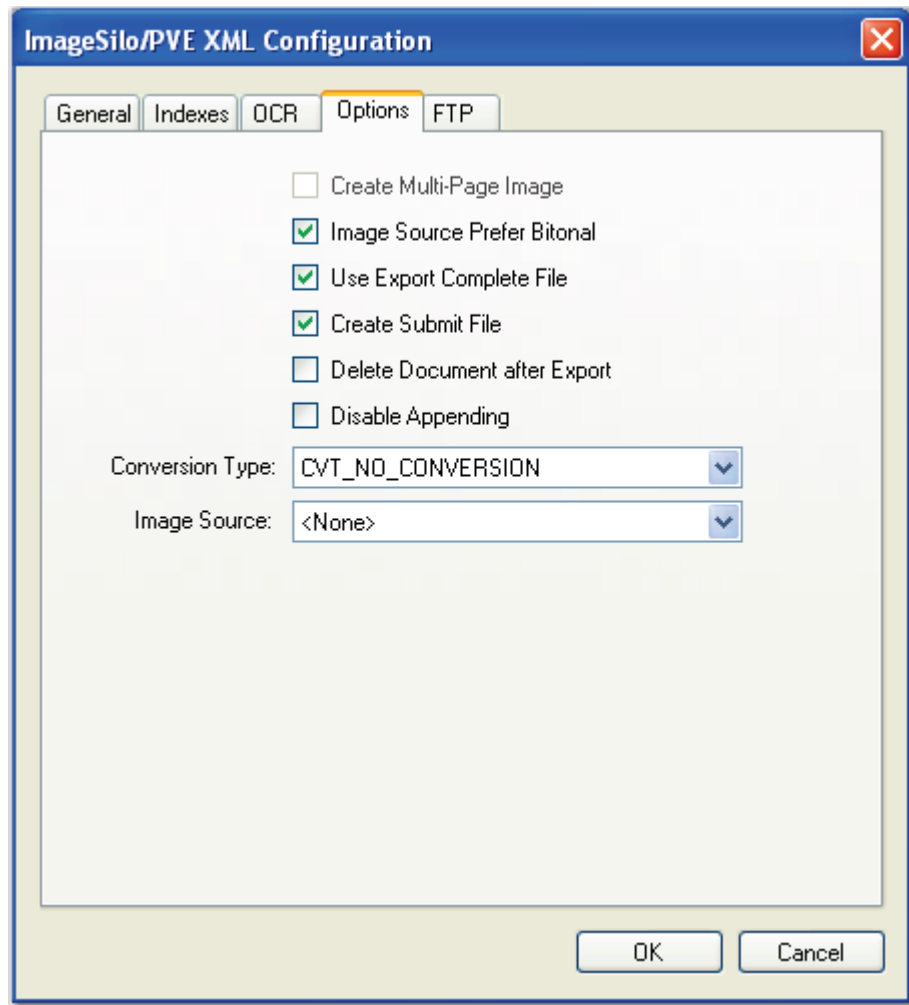 ImageSilo/PVE XML Configuration
General Indexes OCR Options FTP
Create Multi-Page Image
Image Source Prefer Bitonal
Use Export Complete File
Create Submit File
Delete Document after Export
Disable Appending
Conversion Type: CVT_NO_CONVERSION
Image Source: <None>
OK Cancel